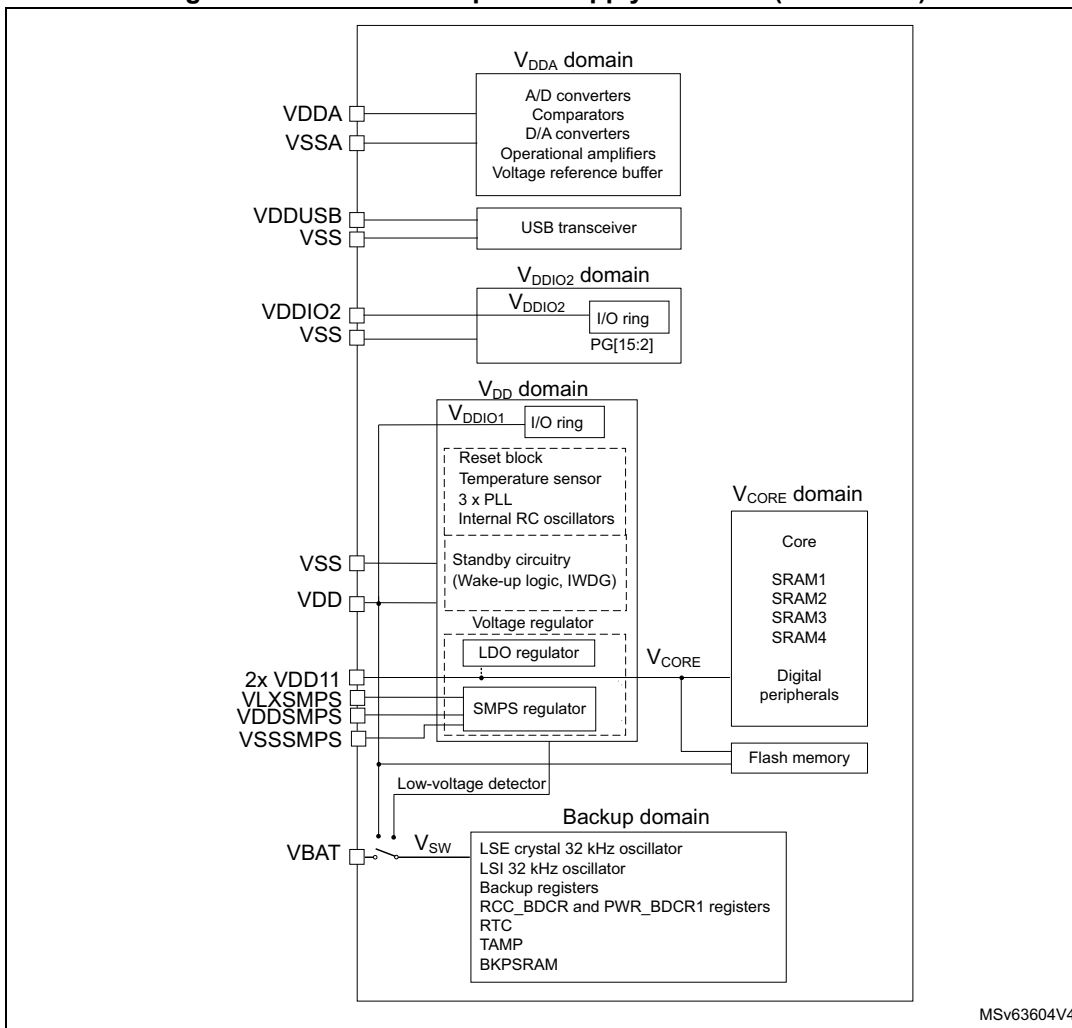 VDDA domain
A/D converters
Comparators
D/A converters
Operational amplifiers
Voltage reference buffer
VDDA
VSSA
VDDUSB
VSS
USB transceiver
VDDIO2 domain
VDDIO2
VSS
VDDIO2
I/O ring
PG[15:2]
VDD domain
VDDIO1
I/O ring
Reset block
Temperature sensor
3 x PLL
Internal RC oscillators
Standby circuitry
(Wake-up logic, IWDG)
VSS
VDD
Voltage regulator
LDO regulator
SMPS regulator
2x VDD11
VLXSMPS
VDDSMPS
VSSSMPS
VCORE
VCORE domain
Core
SRAM1
SRAM2
SRAM3
SRAM4
Digital
peripherals
Flash memory
Low-voltage detector
VBAT
VSW
Backup domain
LSE crystal 32 kHz oscillator
LSI 32 kHz oscillator
Backup registers
RCC_BDCR and PWR_BDCR1 registers
RTC
TAMP
BKPSRAM
MSv63604V4